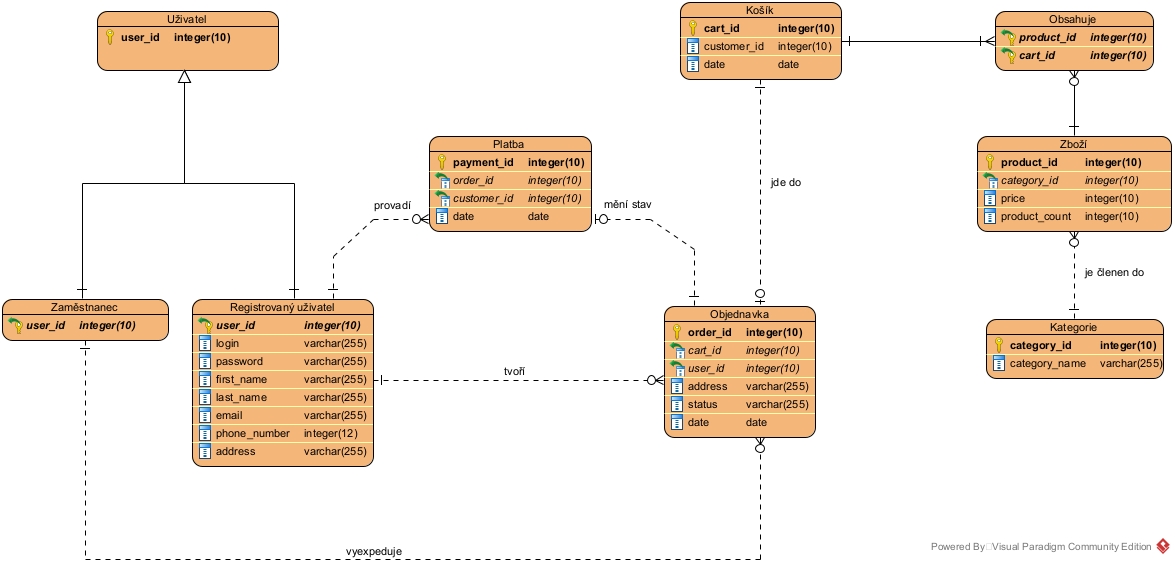 Uživatel
user_id integer(10)
Košík
cart_id integer(10)
customer_id integer(10)
date date
Obsahuje
product_id integer(10)
cart_id integer(10)
Platba
payment_id integer(10)
order_id integer(10)
customer_id integer(10)
date date
Zboží
product_id integer(10)
category_id integer(10)
price integer(10)
product_count integer(10)
jde do
provadí
mění stav
je členen do
Zaměstnanec
user_id integer(10)
Registrovaný uživatel
user_id integer(10)
login varchar(255)
password varchar(255)
first_name varchar(255)
last_name varchar(255)
email varchar(255)
phone_number integer(12)
address varchar(255)
tvoří
Objednavka
order_id integer(10)
cart_id integer(10)
user_id integer(10)
address varchar(255)
status varchar(255)
date date
Kategorie
category_id integer(10)
category_name varchar(255)
vyexpeduje
Powered By Visual Paradigm Community Edition